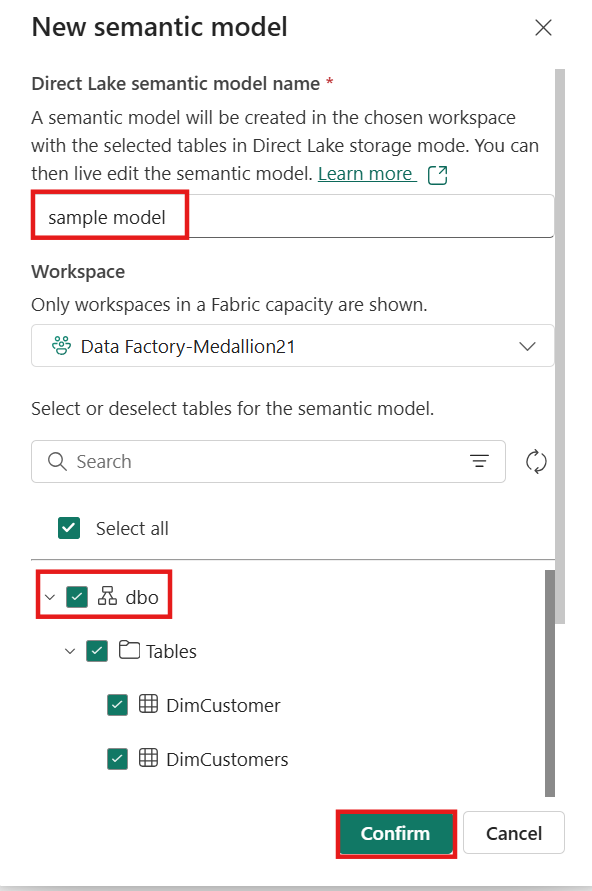 New semantic model
Direct Lake semantic model name *
A semantic model will be created in the chosen workspace
with the selected tables in Direct Lake storage mode. You can
then live edit the semantic model. Learn more
sample model
Workspace
Only workspaces in a Fabric capacity are shown.
Data Factory-Medallion21
Select or deselect tables for the semantic model.
Search
Select all
dbo
Tables
DimCustomer
DimCustomers
Confirm
Cancel